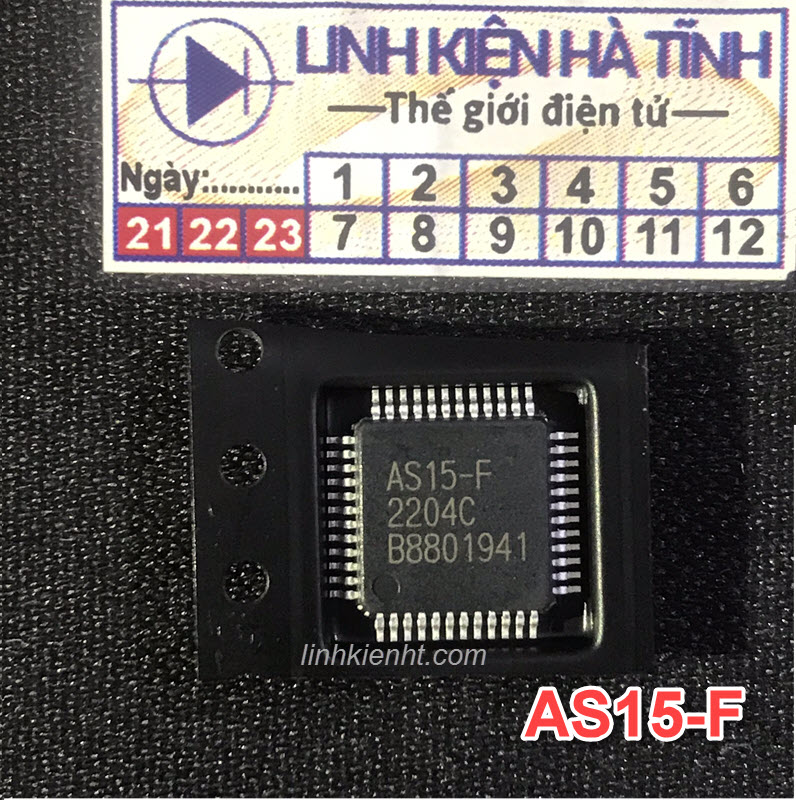 LINH KIỆN HÀ TĨNH
Thế giới điện tử
Ngày:........... 1 2 3 4 5 6
21 22 23 7 8 9 10 11 12
AS15-F
2204C
B8801941
linhkienht.com
AS15-F